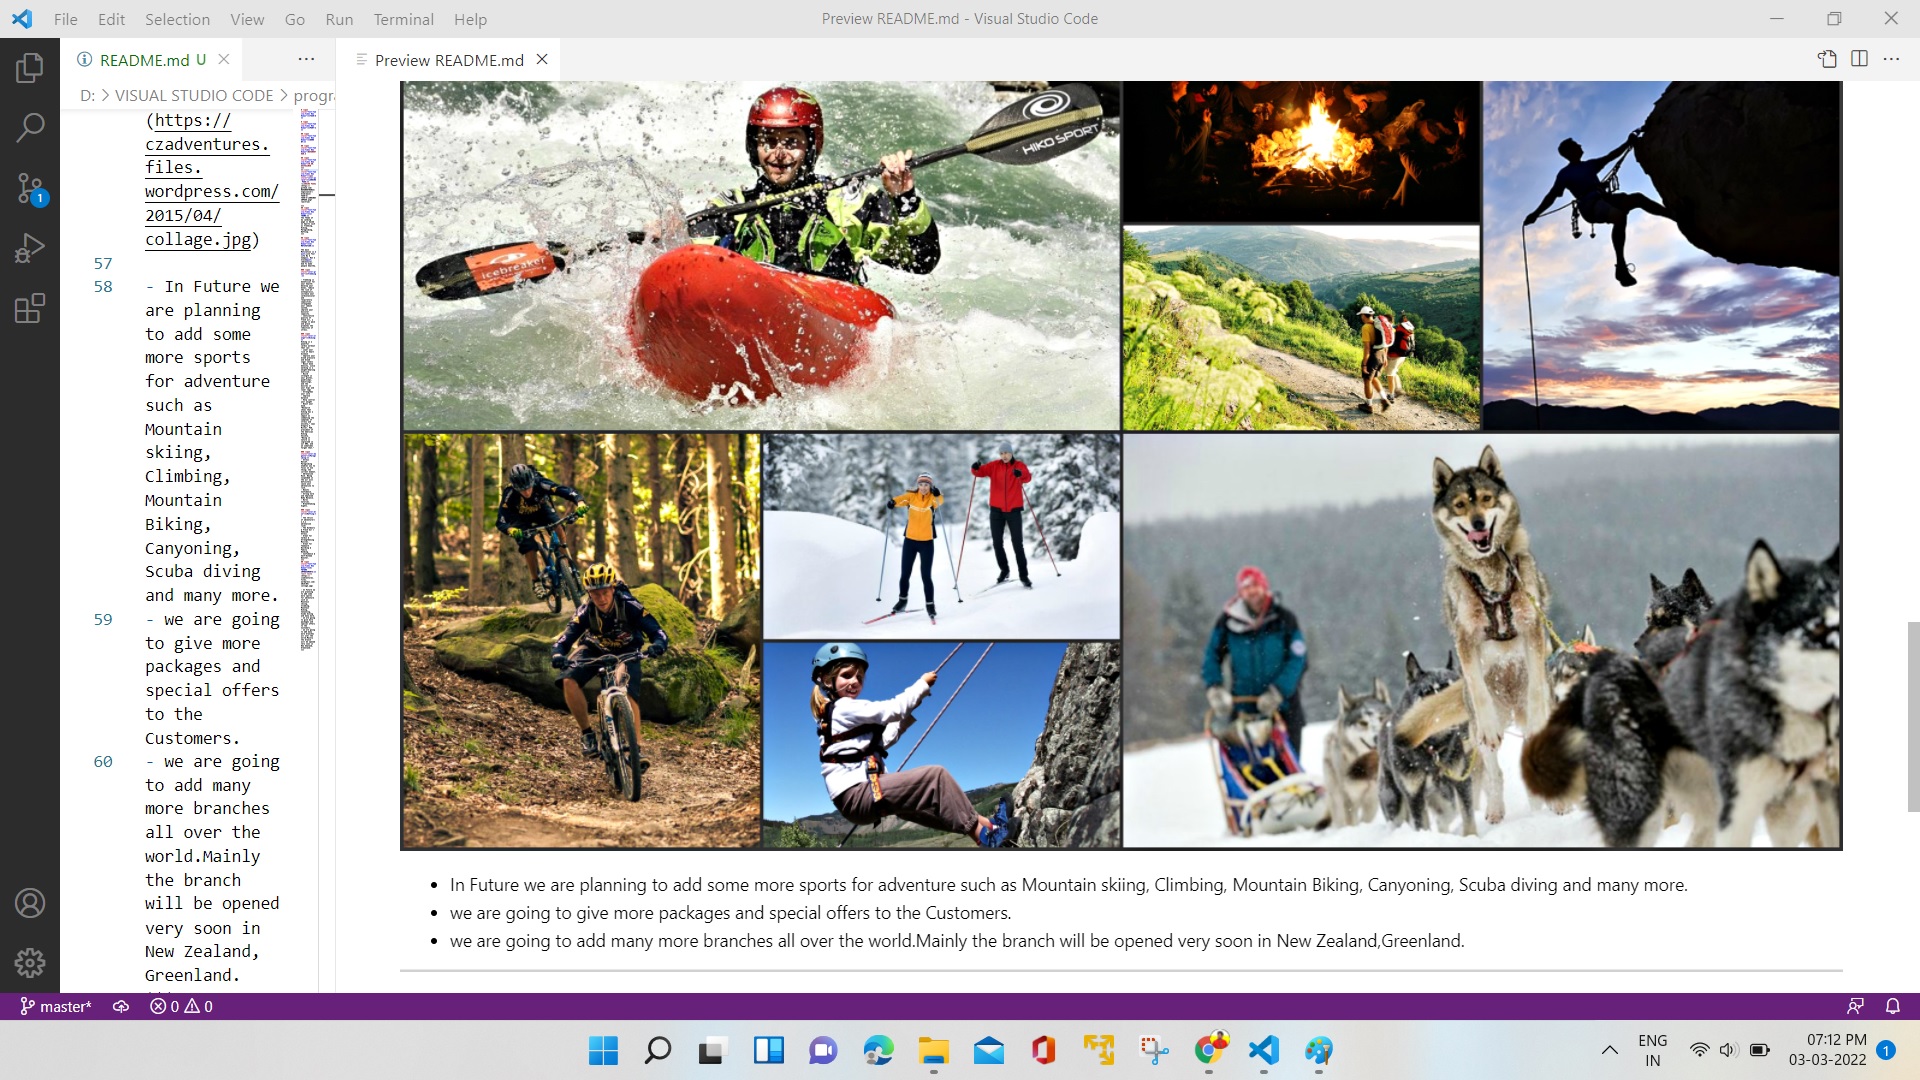 File Edit Selection View Go Run Terminal Help
Preview README.md - Visual Studio Code
README.md U
Preview README.md
D: > VISUAL STUDIO CODE > progra
(https://
czadventures.
files.
wordpress.com/
2015/04/
collage.jpg)
57
58 - In Future we
are planning
to add some
more sports
for adventure
such as
Mountain
skiing,
Climbing,
Mountain
Biking,
Canyoning,
Scuba diving
and many more.
59 - we are going
to give more
packages and
special offers
to the
Customers.
60 - we are going
to add many
more branches
all over the
world.Mainly
the branch
will be opened
very soon in
New Zealand,
Greenland.
HIKO SPORT
icebreaker
• In Future we are planning to add some more sports for adventure such as Mountain skiing, Climbing, Mountain Biking, Canyoning, Scuba diving and many more.
• we are going to give more packages and special offers to the Customers.
• we are going to add many more branches all over the world.Mainly the branch will be opened very soon in New Zealand,Greenland.
1
master* 0 0
ENG
IN
07:12 PM
03-03-2022
1